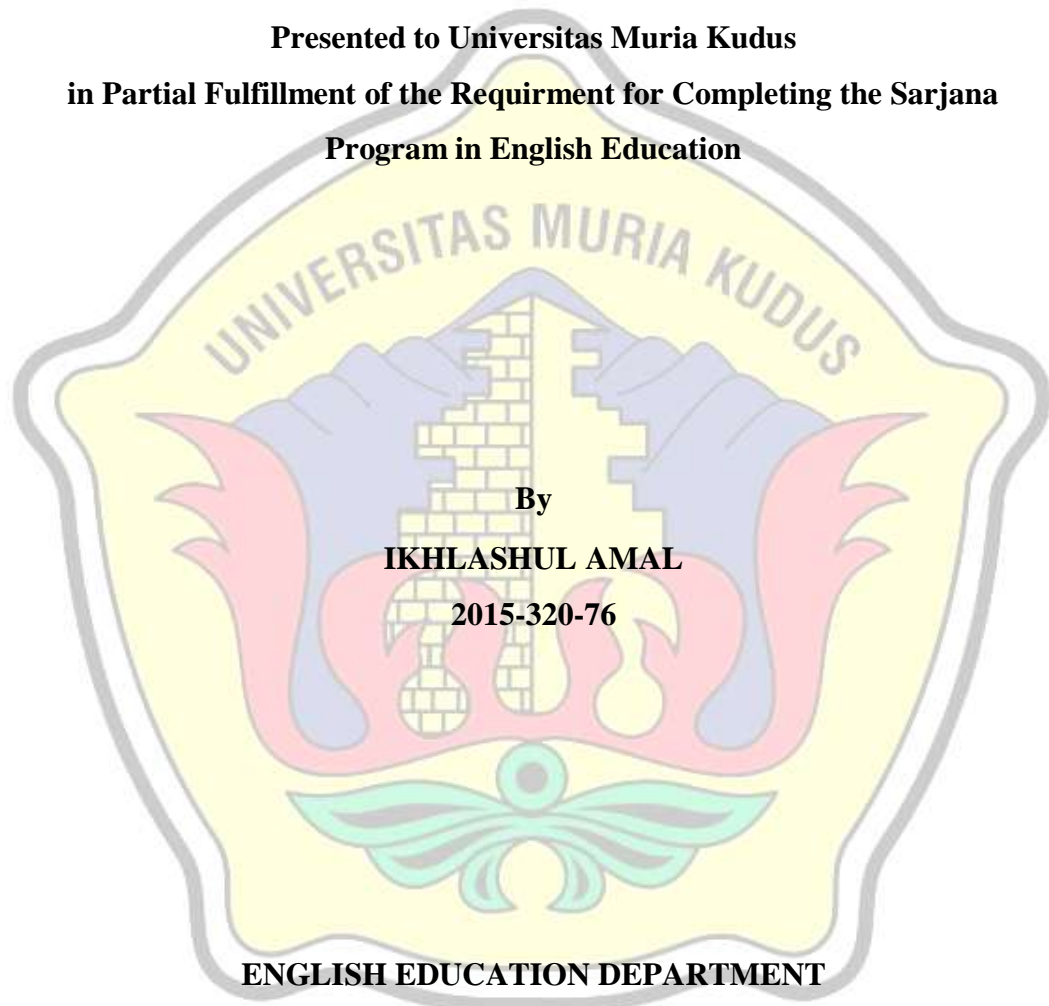 Presented to Universitas Muria Kudus
in Partial Fulfillment of the Requirment for Completing the Sarjana
Program in English Education
UNIVERSITAS MURIA KUDUS
By
IKHLASHUL AMAL
2015-320-76
ENGLISH EDUCATION DEPARTMENT